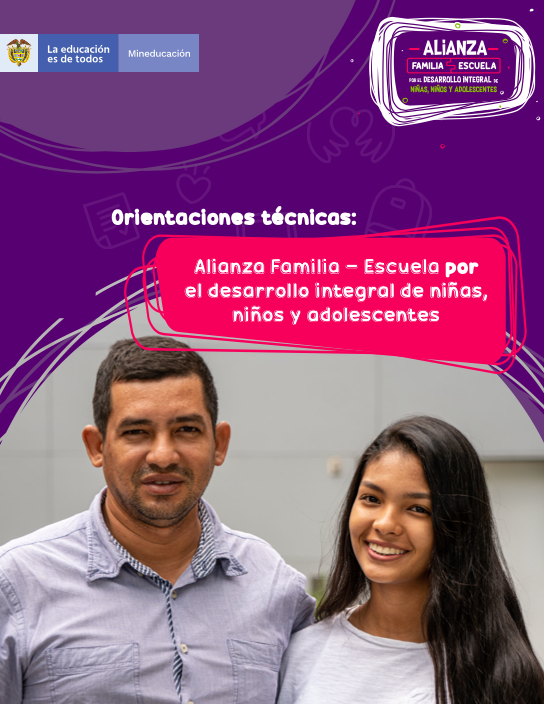 La educación
es de todos
Mineducación
ALiANZA
FAMILIA ESCUELA
POR EL DESARROLLO INTEGRAL DE
NIÑAS, NIÑOS Y ADOLESCENTES
Orientaciones técnicas:
Alianza Familia – Escuela por
el desarrollo integral de niñas,
niños y adolescentes